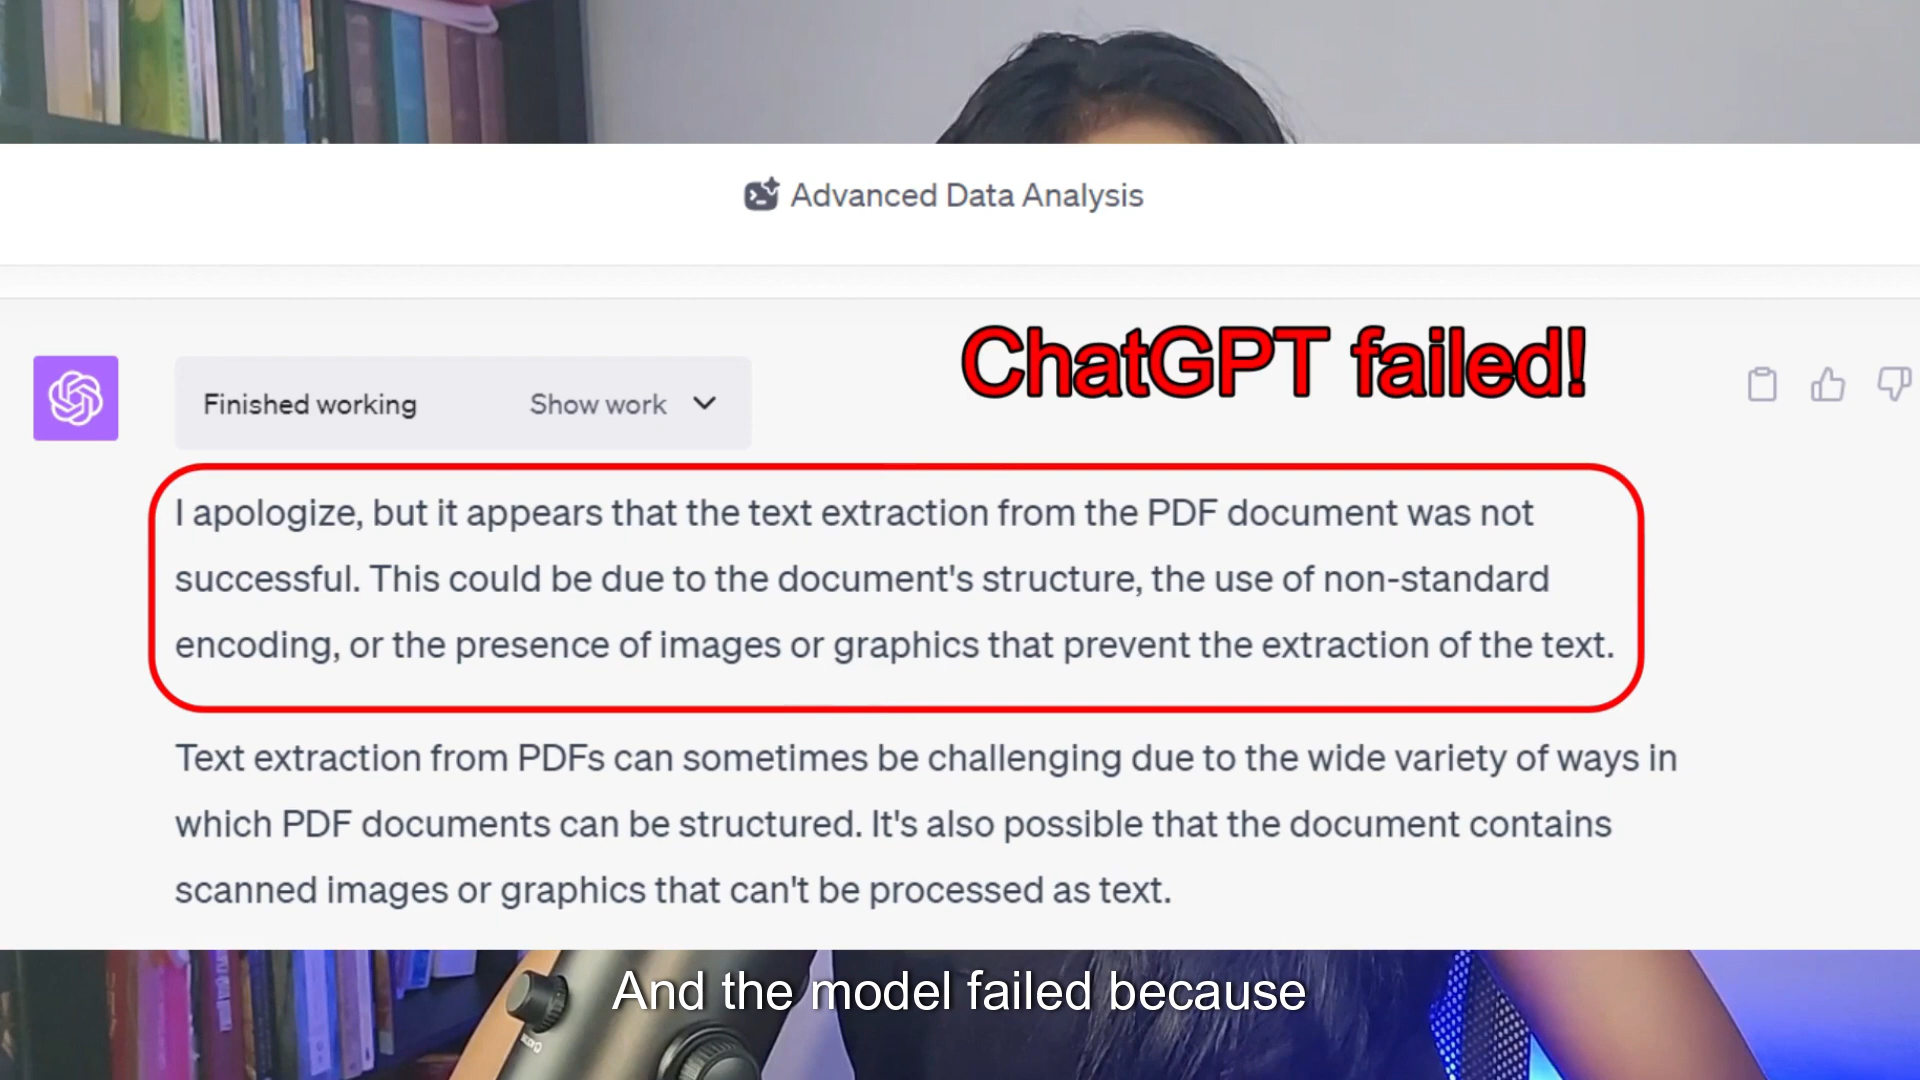 Advanced Data Analysis
ChatGPT failed!
Finished working
Show work
I apologize, but it appears that the text extraction from the PDF document was not
successful. This could be due to the document's structure, the use of non-standard
encoding, or the presence of images or graphics that prevent the extraction of the text.
Text extraction from PDFs can sometimes be challenging due to the wide variety of ways in
which PDF documents can be structured. It's also possible that the document contains
scanned images or graphics that can't be processed as text.
And the model failed because